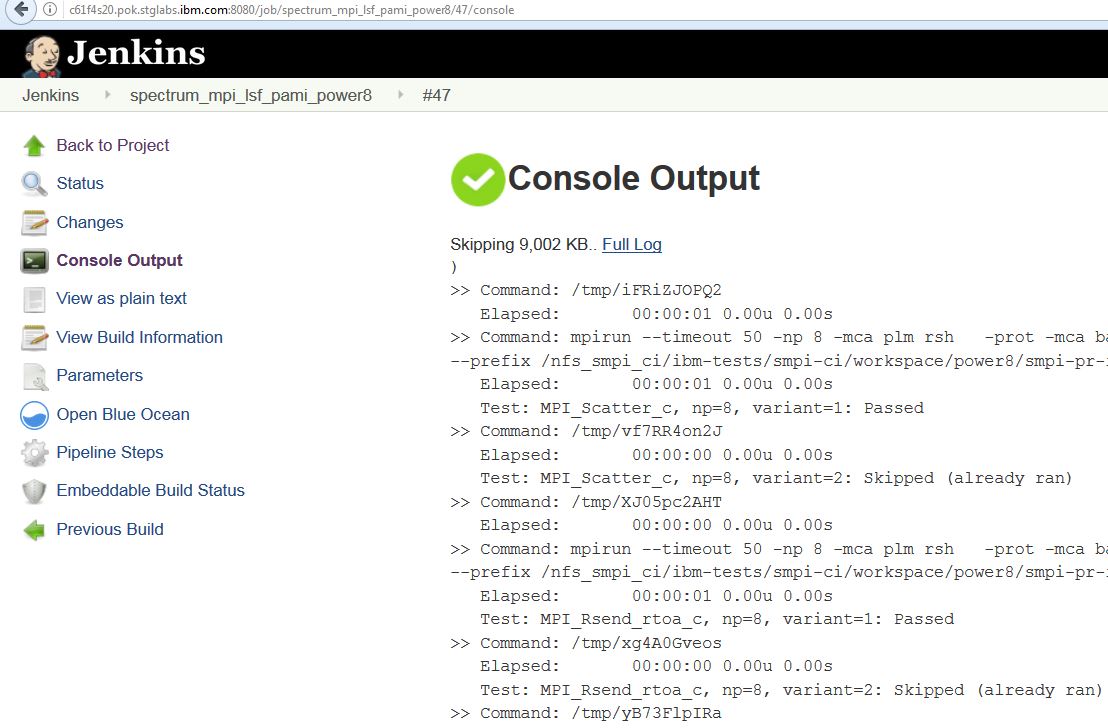 c61f4s20.pok.stglabs.ibm.com:8080/job/spectrum_mpi_lsf_pami_power8/47/console
Jenkins
Jenkins spectrum_mpi_lsf_pami_power8 #47
Back to Project
Status
Changes
Console Output
View as plain text
View Build Information
Parameters
Open Blue Ocean
Pipeline Steps
Embeddable Build Status
Previous Build
Console Output
Skipping 9,002 KB.. Full Log
)
>> Command: /tmp/iFRiZJOPQ2
Elapsed: 00:00:01 0.00u 0.00s
>> Command: mpirun --timeout 50 -np 8 -mca plm rsh -prot -mca ba
--prefix /nfs_smpi_ci/ibm-tests/smpi-ci/workspace/power8/smpi-pr-i
Elapsed: 00:00:01 0.00u 0.00s
Test: MPI_Scatter_c, np=8, variant=1: Passed
>> Command: /tmp/vf7RR4on2J
Elapsed: 00:00:00 0.00u 0.00s
Test: MPI_Scatter_c, np=8, variant=2: Skipped (already ran)
>> Command: /tmp/XJ05pc2AHT
Elapsed: 00:00:00 0.00u 0.00s
>> Command: mpirun --timeout 50 -np 8 -mca plm rsh -prot -mca ba
--prefix /nfs_smpi_ci/ibm-tests/smpi-ci/workspace/power8/smpi-pr-i
Elapsed: 00:00:01 0.00u 0.00s
Test: MPI_Rsend_rtoa_c, np=8, variant=1: Passed
>> Command: /tmp/xg4A0Gveos
Elapsed: 00:00:00 0.00u 0.00s
Test: MPI_Rsend_rtoa_c, np=8, variant=2: Skipped (already ran)
>> Command: /tmp/yB73FlpIRa